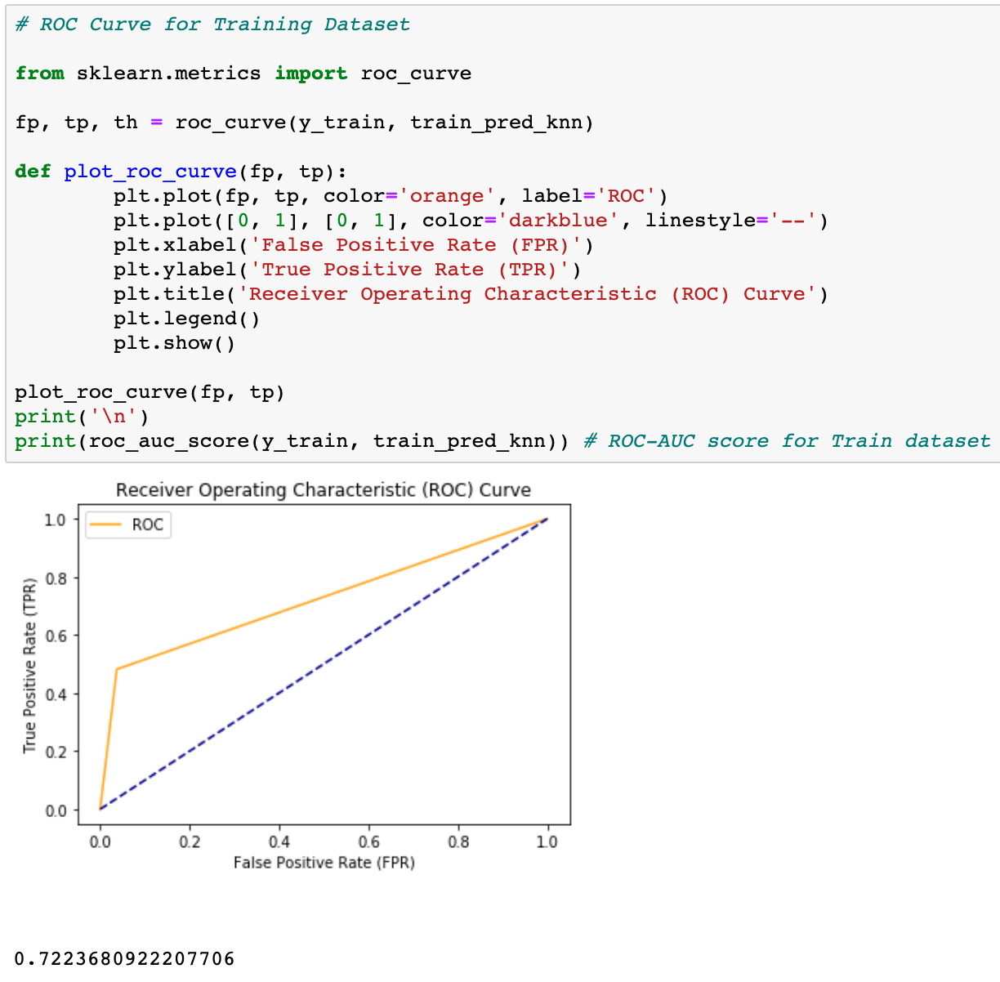 # ROC Curve for Training Dataset
from sklearn.metrics import roc_curve
fp, tp, th = roc_curve(y_train, train_pred_knn)
def plot_roc_curve(fp, tp):
        plt.plot(fp, tp, color='orange', label='ROC')
        plt.plot([0, 1], [0, 1], color='darkblue', linestyle='--')
        plt.xlabel('False Positive Rate (FPR)')
        plt.ylabel('True Positive Rate (TPR)')
        plt.title('Receiver Operating Characteristic (ROC) Curve')
        plt.legend()
        plt.show()
plot_roc_curve(fp, tp)
print('\n')
print(roc_auc_score(y_train, train_pred_knn)) # ROC-AUC score for Train dataset
Receiver Operating Characteristic (ROC) Curve
ROC
True Positive Rate (TPR)
1.0
0.8
0.6
0.4
0.2
0.0
0.0 0.2 0.4 0.6 0.8 1.0
False Positive Rate (FPR)
0.7223680922207706